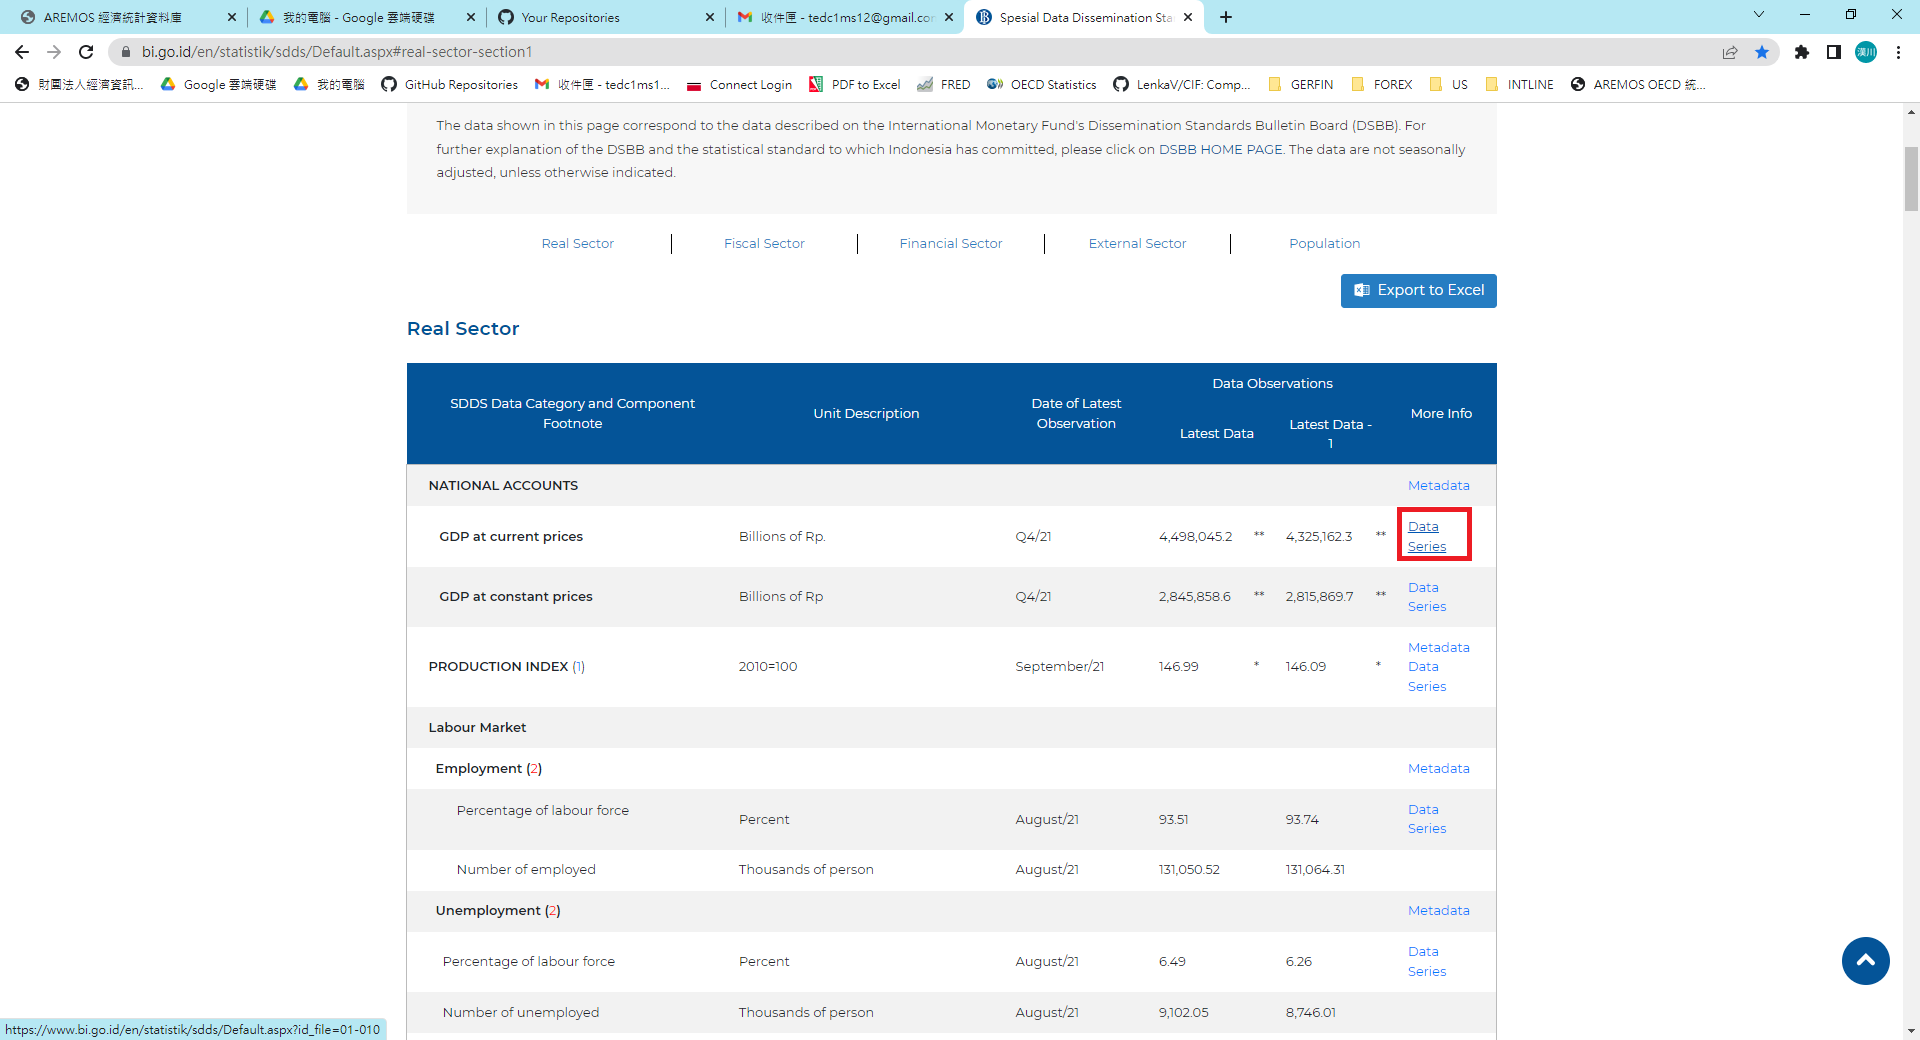 AREMOS 經濟統計資料庫
我的電腦 - Google 雲端硬碟
Your Repositories
收件匣 - tedc1ms12@gmail.co
Spesial Data Dissemination Sta
bi.go.id/en/statistik/sdds/Default.aspx#real-sector-section1
漢川
財團法人經濟資訊...
Google 雲端硬碟
我的電腦
GitHub Repositories
收件匣 - tedc1ms1...
Connect Login
PDF to Excel
FRED
OECD Statistics
LenkaV/CIF: Comp...
GERFIN
FOREX
US
INTLINE
AREMOS OECD 統...
The data shown in this page correspond to the data described on the International Monetary Fund's Dissemination Standards Bulletin Board (DSBB). For
further explanation of the DSBB and the statistical standard to which Indonesia has committed, please click on DSBB HOME PAGE. The data are not seasonally
adjusted, unless otherwise indicated.
Real Sector
Fiscal Sector
Financial Sector
External Sector
Population
Export to Excel
Real Sector
SDDS Data Category and Component
Footnote
Unit Description
Date of Latest
Observation
Data Observations
Latest Data
Latest Data -
1
More Info
NATIONAL ACCOUNTS
Metadata
GDP at current prices
Billions of Rp.
Q4/21
4,498,045.2 **
4,325,162.3 **
Data
Series
GDP at constant prices
Billions of Rp
Q4/21
2,845,858.6 **
2,815,869.7 **
Data
Series
PRODUCTION INDEX (1)
2010=100
September/21
146.99 *
146.09 *
Metadata
Data
Series
Labour Market
Employment (2)
Metadata
Percentage of labour force
Percent
August/21
93.51
93.74
Data
Series
Number of employed
Thousands of person
August/21
131,050.52
131,064.31
Unemployment (2)
Metadata
Percentage of labour force
Percent
August/21
6.49
6.26
Data
Series
Number of unemployed
Thousands of person
August/21
9,102.05
8,746.01
https://www.bi.go.id/en/statistik/sdds/Default.aspx?id_file=01-010